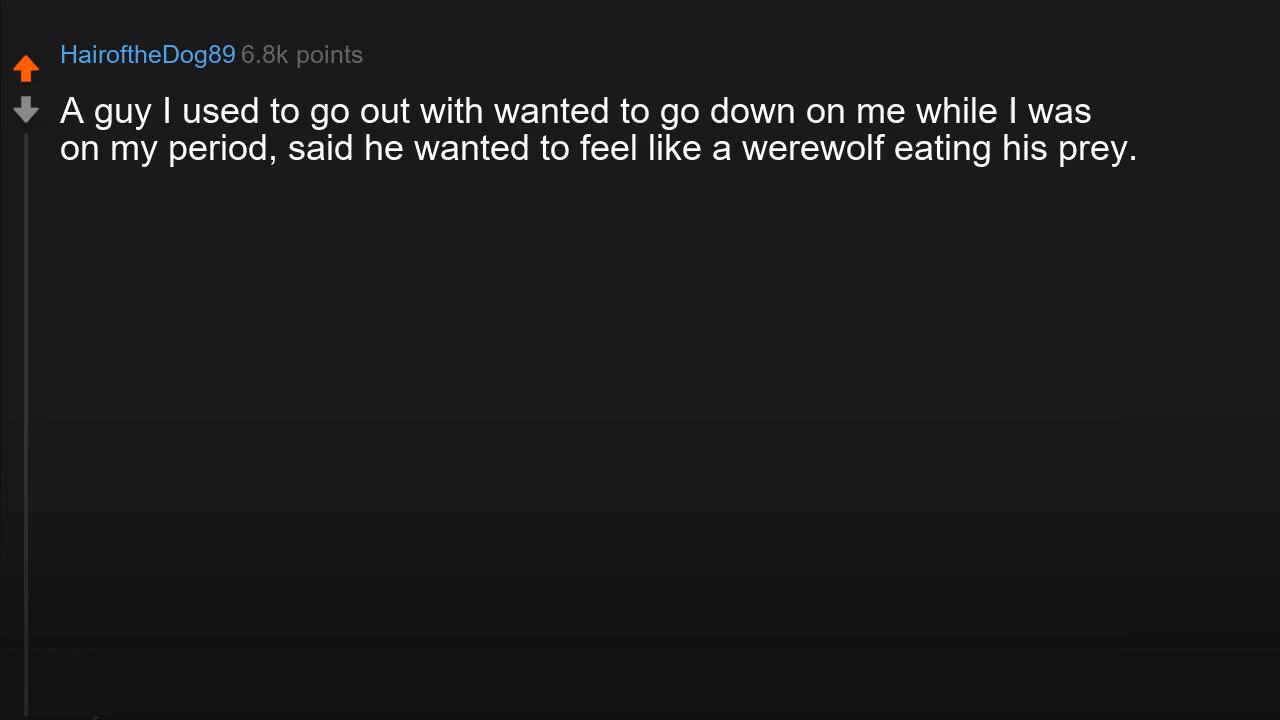 HairoftheDog89 6.8k points
A guy I used to go out with wanted to go down on me while I was
on my period, said he wanted to feel like a werewolf eating his prey.